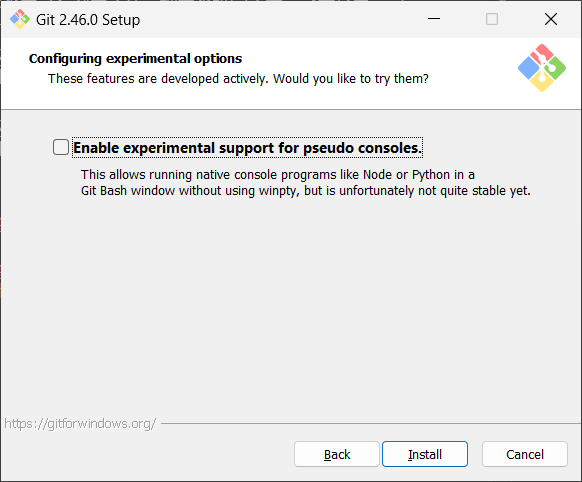 Git 2.46.0 Setup
Configuring experimental options
These features are developed actively. Would you like to try them?
Enable experimental support for pseudo consoles.
This allows running native console programs like Node or Python in a
Git Bash window without using winpty, but is unfortunately not quite stable yet.
https://gitforwindows.org/
Back Install Cancel